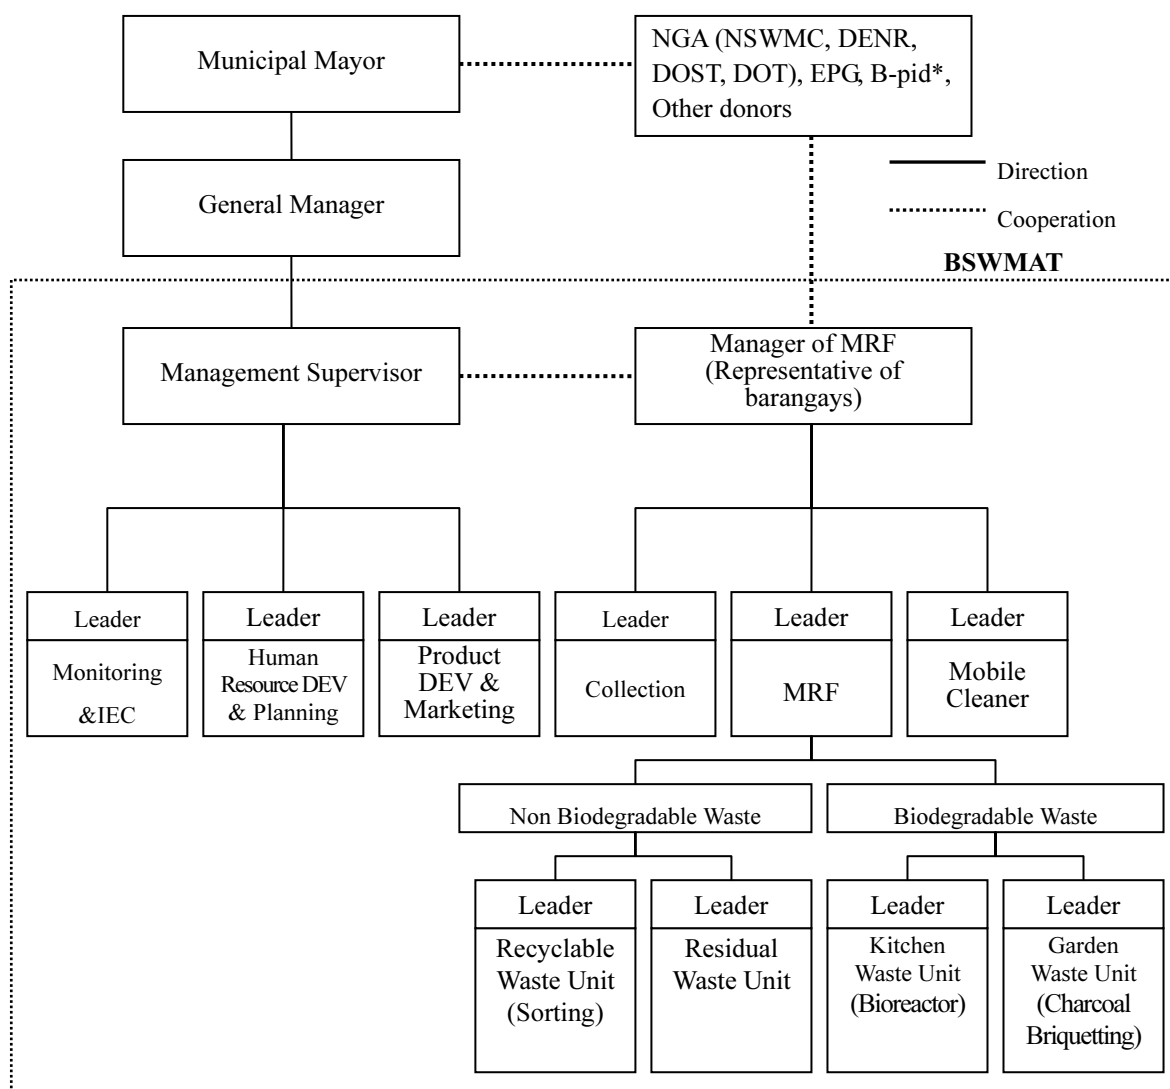 Municipal Mayor
NGA (NSWMC, DENR,
DOST, DOT), EPG, B-pid*,
Other donors
General Manager
Direction
Cooperation
BSWMAT
Management Supervisor
Manager of MRF
(Representative of
barangays)
Leader
Monitoring
&IEC
Leader
Human
Resource DEV
& Planning
Leader
Product
DEV &
Marketing
Leader
Collection
Leader
MRF
Leader
Mobile
Cleaner
Non Biodegradable Waste
Biodegradable Waste
Leader
Recyclable
Waste Unit
(Sorting)
Leader
Residual
Waste Unit
Leader
Kitchen
Waste Unit
(Bioreactor)
Leader
Garden
Waste Unit
(Charcoal
Briquetting)